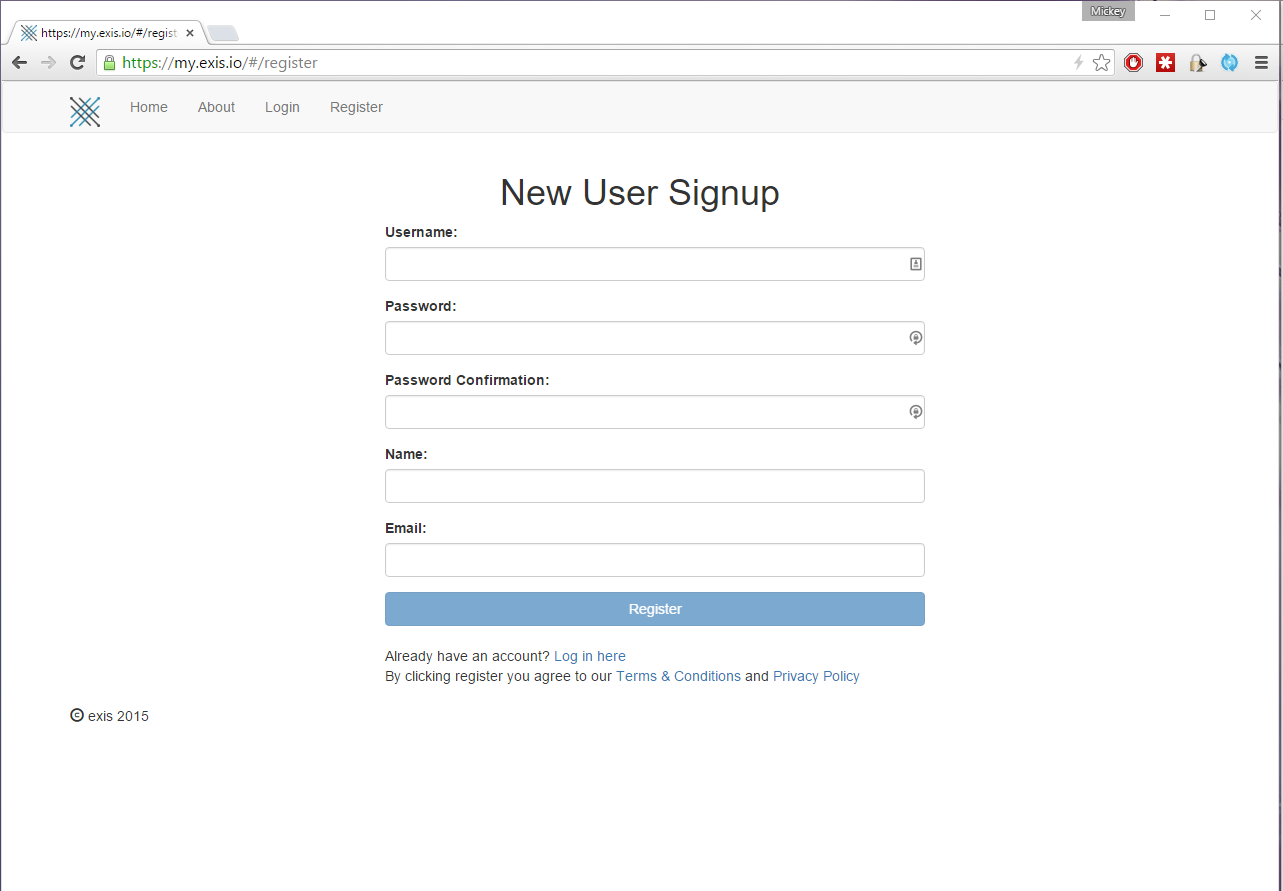 Mickey
https://my.exis.io/#/regist
https://my.exis.io/#/register
Home About Login Register
New User Signup
Username:
Password:
Password Confirmation:
Name:
Email:
Register
Already have an account? Log in here
By clicking register you agree to our Terms & Conditions and Privacy Policy
© exis 2015